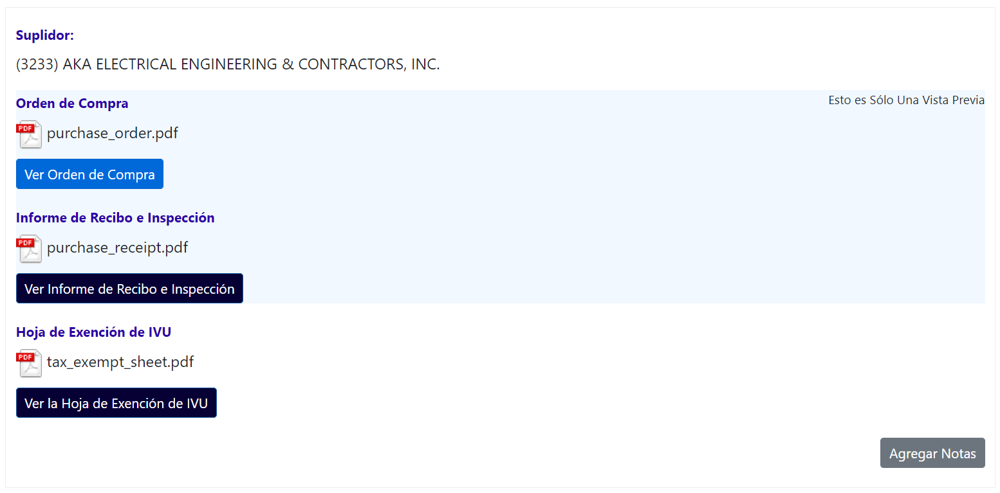 Suplidor:
(3233) AKA ELECTRICAL ENGINEERING & CONTRACTORS, INC.
Orden de Compra
Esto es Sólo Una Vista Previa
PDF
purchase_order.pdf
Ver Orden de Compra
Informe de Recibo e Inspección
PDF
purchase_receipt.pdf
Ver Informe de Recibo e Inspección
Hoja de Exención de IVU
PDF
tax_exempt_sheet.pdf
Ver la Hoja de Exención de IVU
Agregar Notas